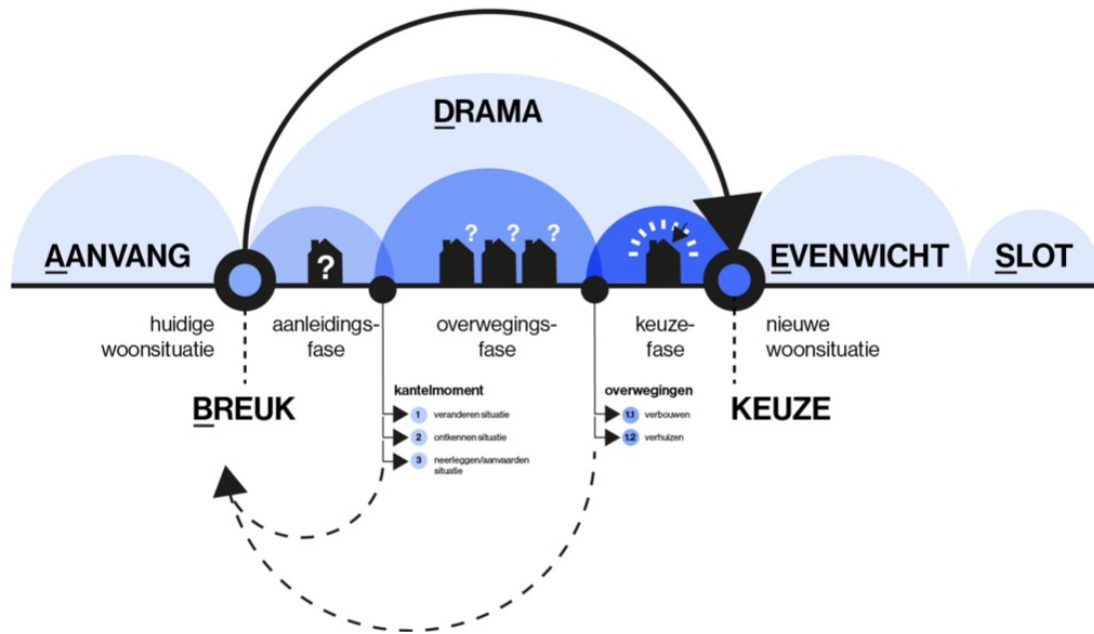 DRAMA
AANVANG
EVENWICHT
SLOT
?
? ? ?
huidige
woonsituatie
aanleidings-
fase
overwegings-
fase
keuze-
fase
nieuwe
woonsituatie
BREUK
kantelmoment
1 veranderen situatie
2 ontkennen situatie
3 neerleggen/aanvaarden
situatie
overwegingen
1.1 verbouwen
1.2 verhuizen
KEUZE